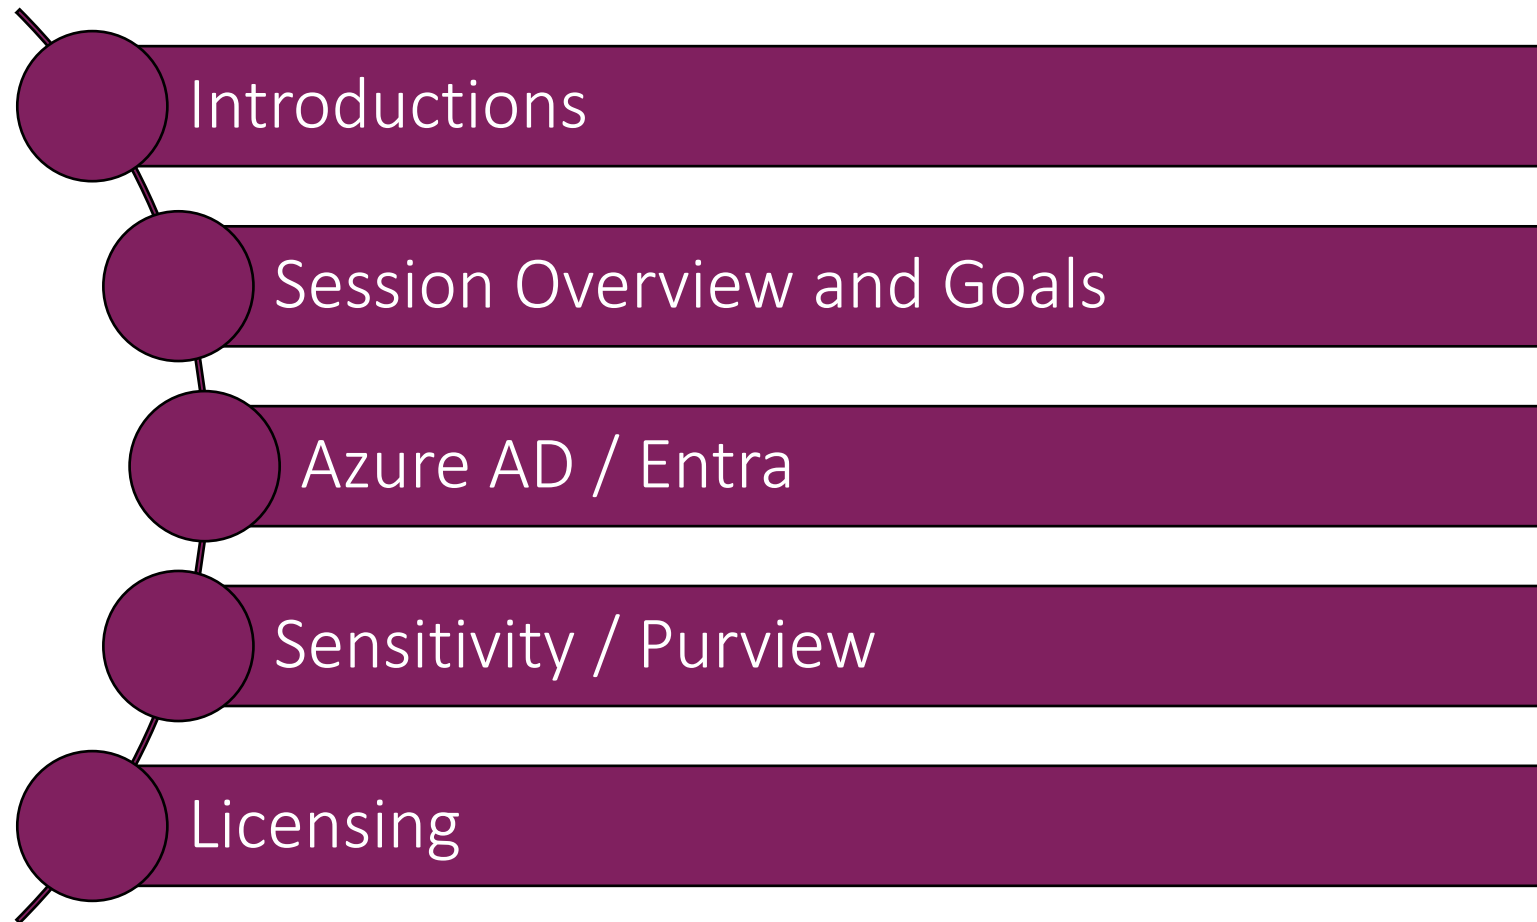 Introductions
Session Overview and Goals
Azure AD / Entra
Sensitivity / Purview
Licensing